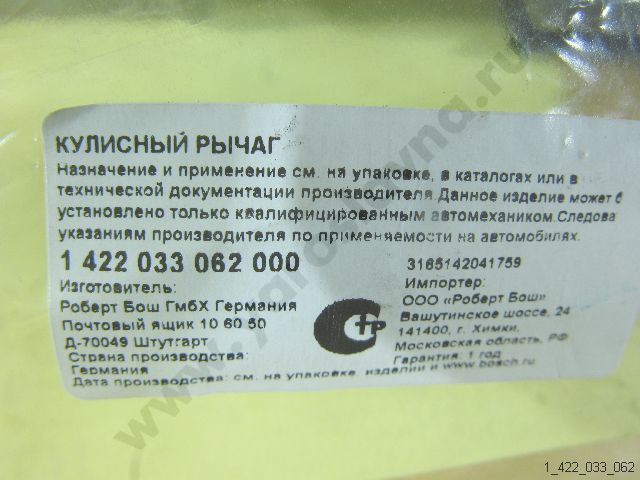 КУЛИСНЫЙ РЫЧАГ
Назначение и применение см. на упаковке, в каталогах или в
технической документации производителя.Данное изделие может б
установлено только квалифицированным автомехаником.Следова
указаниям производителя по применяемости на автомобилях.
1 422 033 062 000
3165142041759
Изготовитель:
Роберт Бош ГмбХ Германия
Почтовый ящик 10 60 50
Д-70049 Штутгарт
Страна производства:
Германия
Дата производства: см. на упаковке, изделии и www.bosch.ru
Импортер:
ООО «Роберт Бош»
Вашутинское шоссе, 24
141400, г. Химки,
Московская область, РФ
Гарантия: 1 год
1_422_033_062